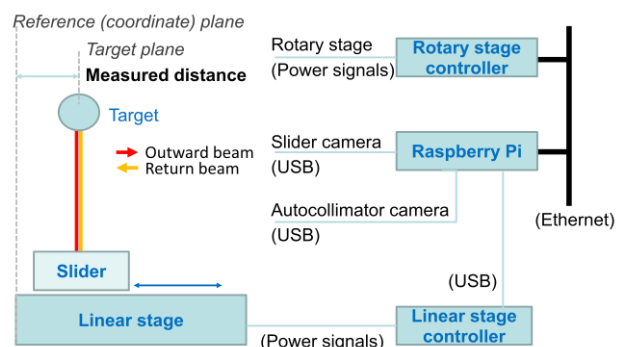 Reference (coordinate) plane
Target plane
Measured distance
Target
Outward beam
Return beam
Slider
Linear stage
Rotary stage
(Power signals)
Rotary stage
controller
Slider camera
(USB)
Raspberry Pi
Autocollimator camera
(USB)
(Ethernet)
(USB)
(Power signals)
Linear stage
controller